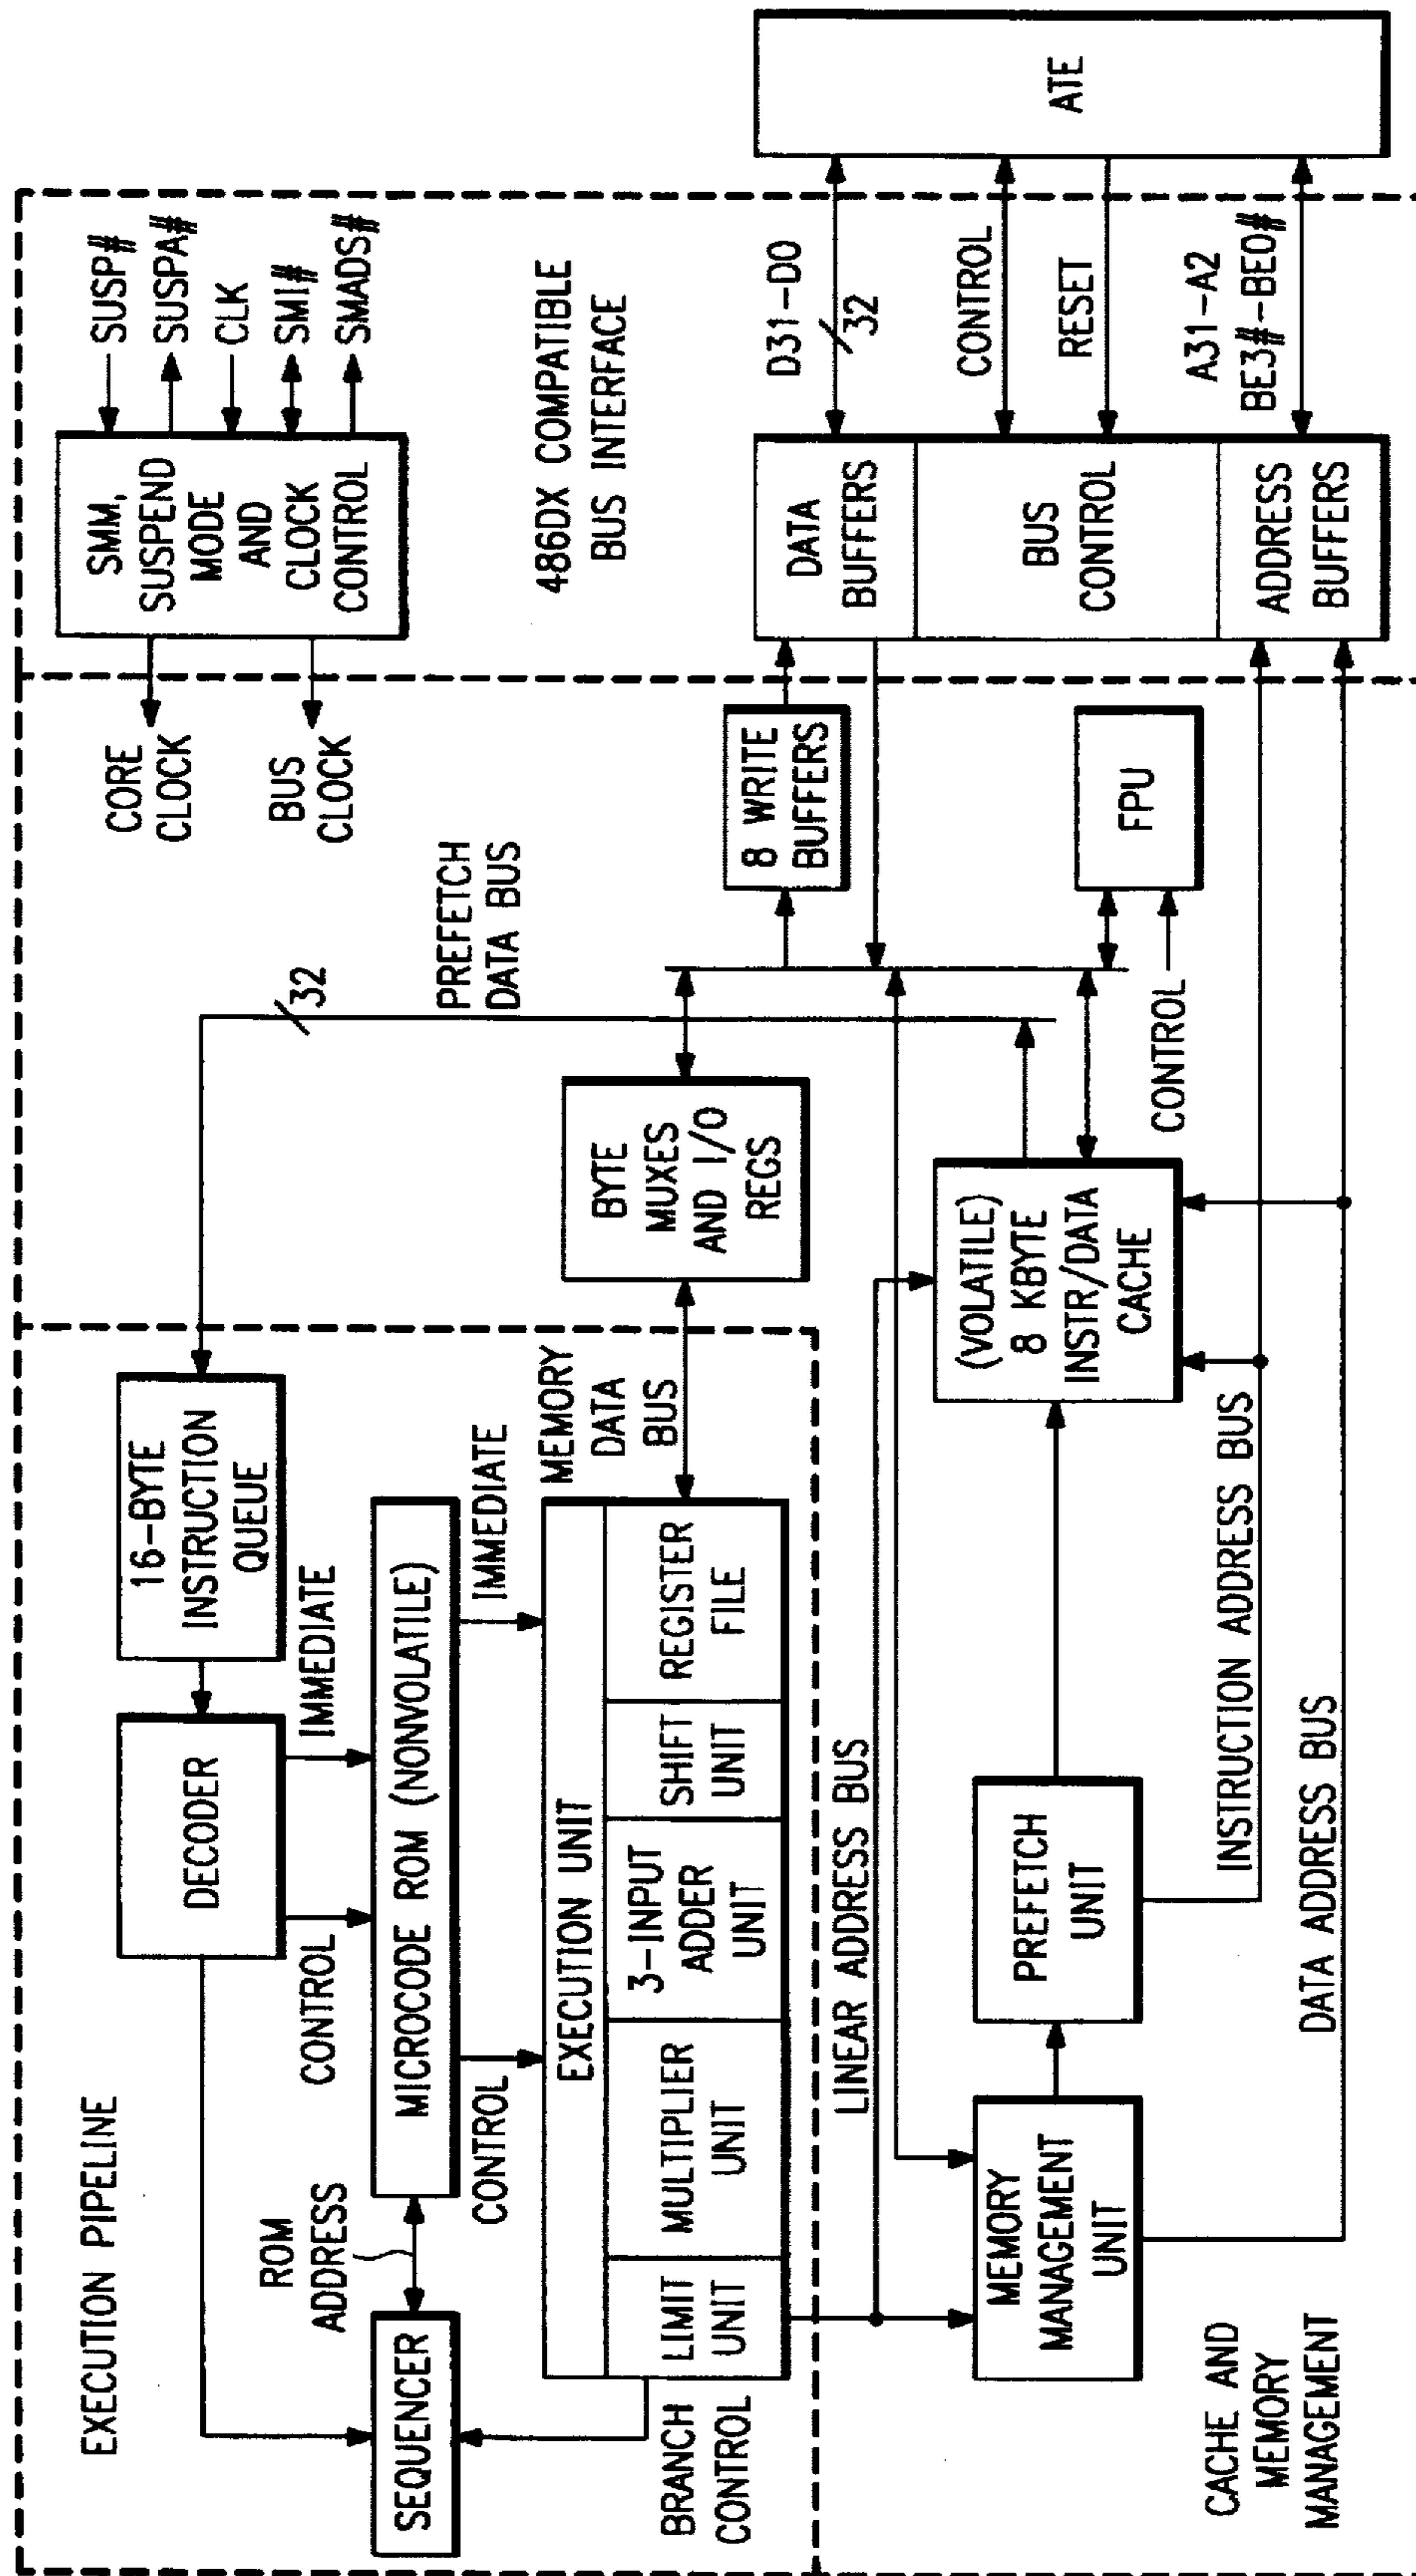 EXECUTION PIPELINE
SEQUENCER
ROM
ADDRESS
DECODER
16-BYTE
INSTRUCTION
QUEUE
CONTROL
IMMEDIATE
MICROCODE ROM (NONVOLATILE)
CONTROL
IMMEDIATE
EXECUTION UNIT
LIMIT
UNIT
MULTIPLIER
UNIT
3-INPUT
ADDER
UNIT
SHIFT
UNIT
REGISTER
FILE
BRANCH
CONTROL
MEMORY
DATA
BUS
BYTE
MUXES
AND I/O
REGS
32
PREFETCH
DATA BUS
CORE
CLOCK
BUS
CLOCK
SMM,
SUSPEND
MODE
AND
CLOCK
CONTROL
SUSP#
SUSPA#
CLK
SMI#
SMADS#
486DX COMPATIBLE
BUS INTERFACE
8 WRITE
BUFFERS
DATA
BUFFERS
BUS
CONTROL
ADDRESS
BUFFERS
D31-D0
32
CONTROL
RESET
A31-A2
BE3#-BE0#
ATE
LINEAR ADDRESS BUS
MEMORY
MANAGEMENT
UNIT
PREFETCH
UNIT
(VOLATILE)
8 KBYTE
INSTR/DATA
CACHE
FPU
CONTROL
INSTRUCTION ADDRESS BUS
DATA ADDRESS BUS
CACHE AND
MEMORY
MANAGEMENT